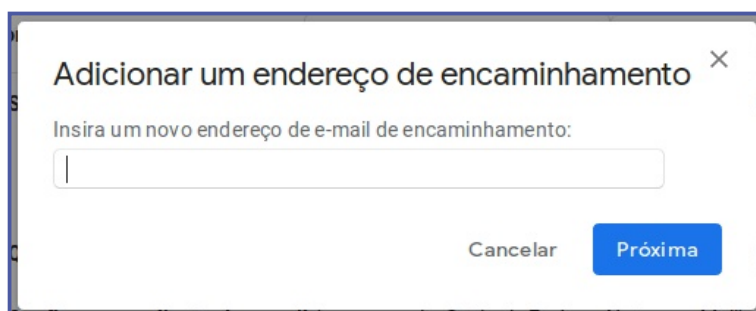 Adicionar um endereço de encaminhamento
Insira um novo endereço de e-mail de encaminhamento:
Cancelar
Próxima